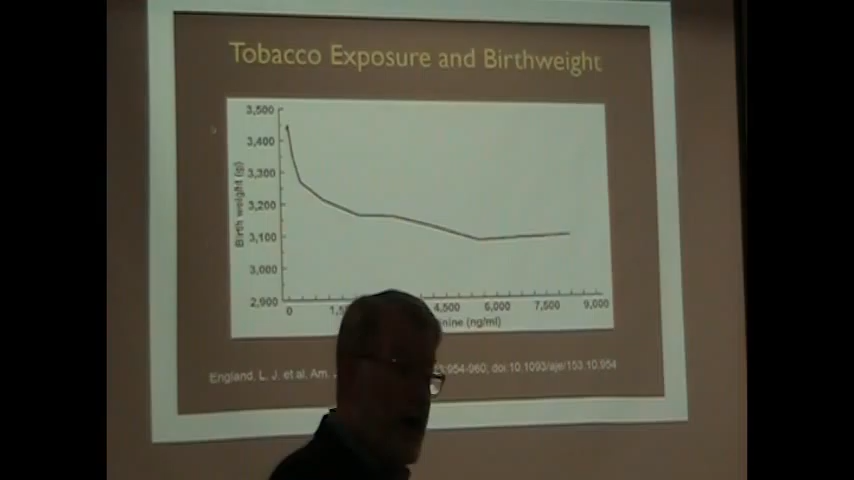 Tobacco Exposure and Birthweight
3,500
3,400
3,300
3,200
3,100
3,000
2,900
Birth weight (g)
0 4,500 6,000 7,500 9,000
(ng/ml)
England, L. J. et al. Am. :954-960; doi:10.1093/aje/153.10.954